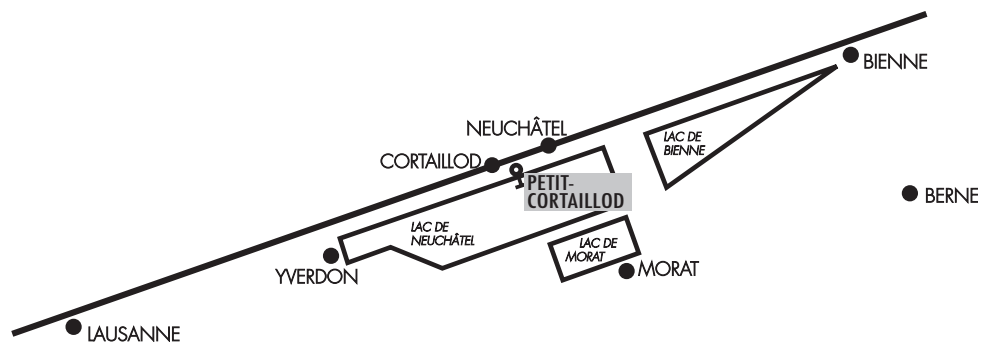 BIENNE
NEUCHÂTEL
LAC DE
BIENNE
CORTAILLOD
PETIT-
CORTAILLOD
BERNE
LAC DE
NEUCHÂTEL
LAC DE
MORAT
YVERDON
MORAT
LAUSANNE